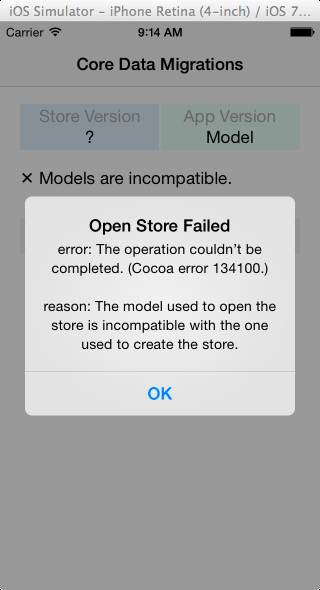 iOS Simulator – iPhone Retina (4-inch) / iOS 7...
Carrier 9:14 AM
Core Data Migrations
Store Version App Version
? Model
✕ Models are incompatible.
Open Store Failed
error: The operation couldn’t be
completed. (Cocoa error 134100.)
reason: The model used to open the
store is incompatible with the one
used to create the store.
OK